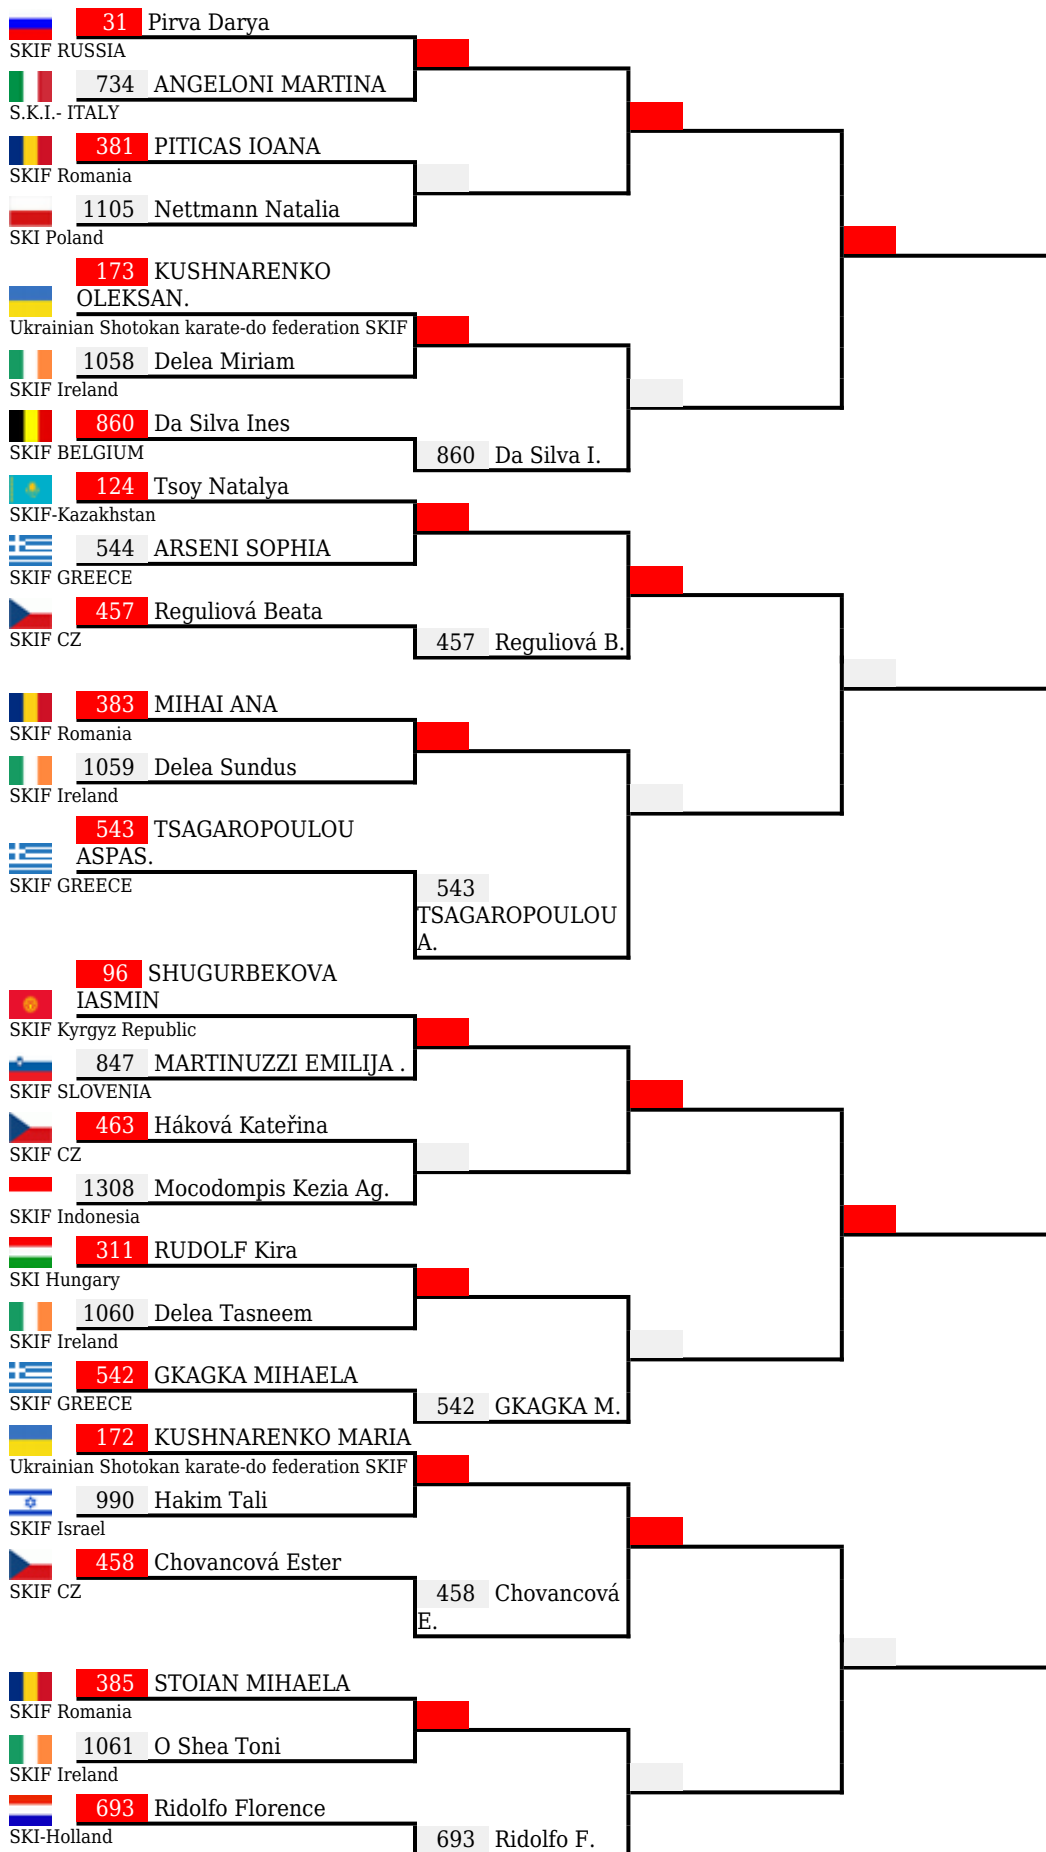 31 Pirva Darya
SKIF RUSSIA
734 ANGELONI MARTINA
S.K.I.- ITALY
381 PITICAS IOANA
SKIF Romania
1105 Nettmann Natalia
SKI Poland
173 KUSHNARENKO
OLEKSAN.
Ukrainian Shotokan karate-do federation SKIF
1058 Delea Miriam
SKIF Ireland
860 Da Silva Ines
SKIF BELGIUM
860 Da Silva I.
124 Tsoy Natalya
SKIF-Kazakhstan
544 ARSENI SOPHIA
SKIF GREECE
457 Reguliová Beata
SKIF CZ
457 Reguliová B.
383 MIHAI ANA
SKIF Romania
1059 Delea Sundus
SKIF Ireland
543 TSAGAROPOULOU
ASPAS.
SKIF GREECE
543
TSAGAROPOULOU
A.
96 SHUGURBEKOVA
IASMIN
SKIF Kyrgyz Republic
847 MARTINUZZI EMILIJA .
SKIF SLOVENIA
463 Háková Kateřina
SKIF CZ
1308 Mocodompis Kezia Ag.
SKIF Indonesia
311 RUDOLF Kira
SKI Hungary
1060 Delea Tasneem
SKIF Ireland
542 GKAGKA MIHAELA
SKIF GREECE
542 GKAGKA M.
172 KUSHNARENKO MARIA
Ukrainian Shotokan karate-do federation SKIF
990 Hakim Tali
SKIF Israel
458 Chovancová Ester
SKIF CZ
458 Chovancová
E.
385 STOIAN MIHAELA
SKIF Romania
1061 O Shea Toni
SKIF Ireland
693 Ridolfo Florence
SKI-Holland
693 Ridolfo F.